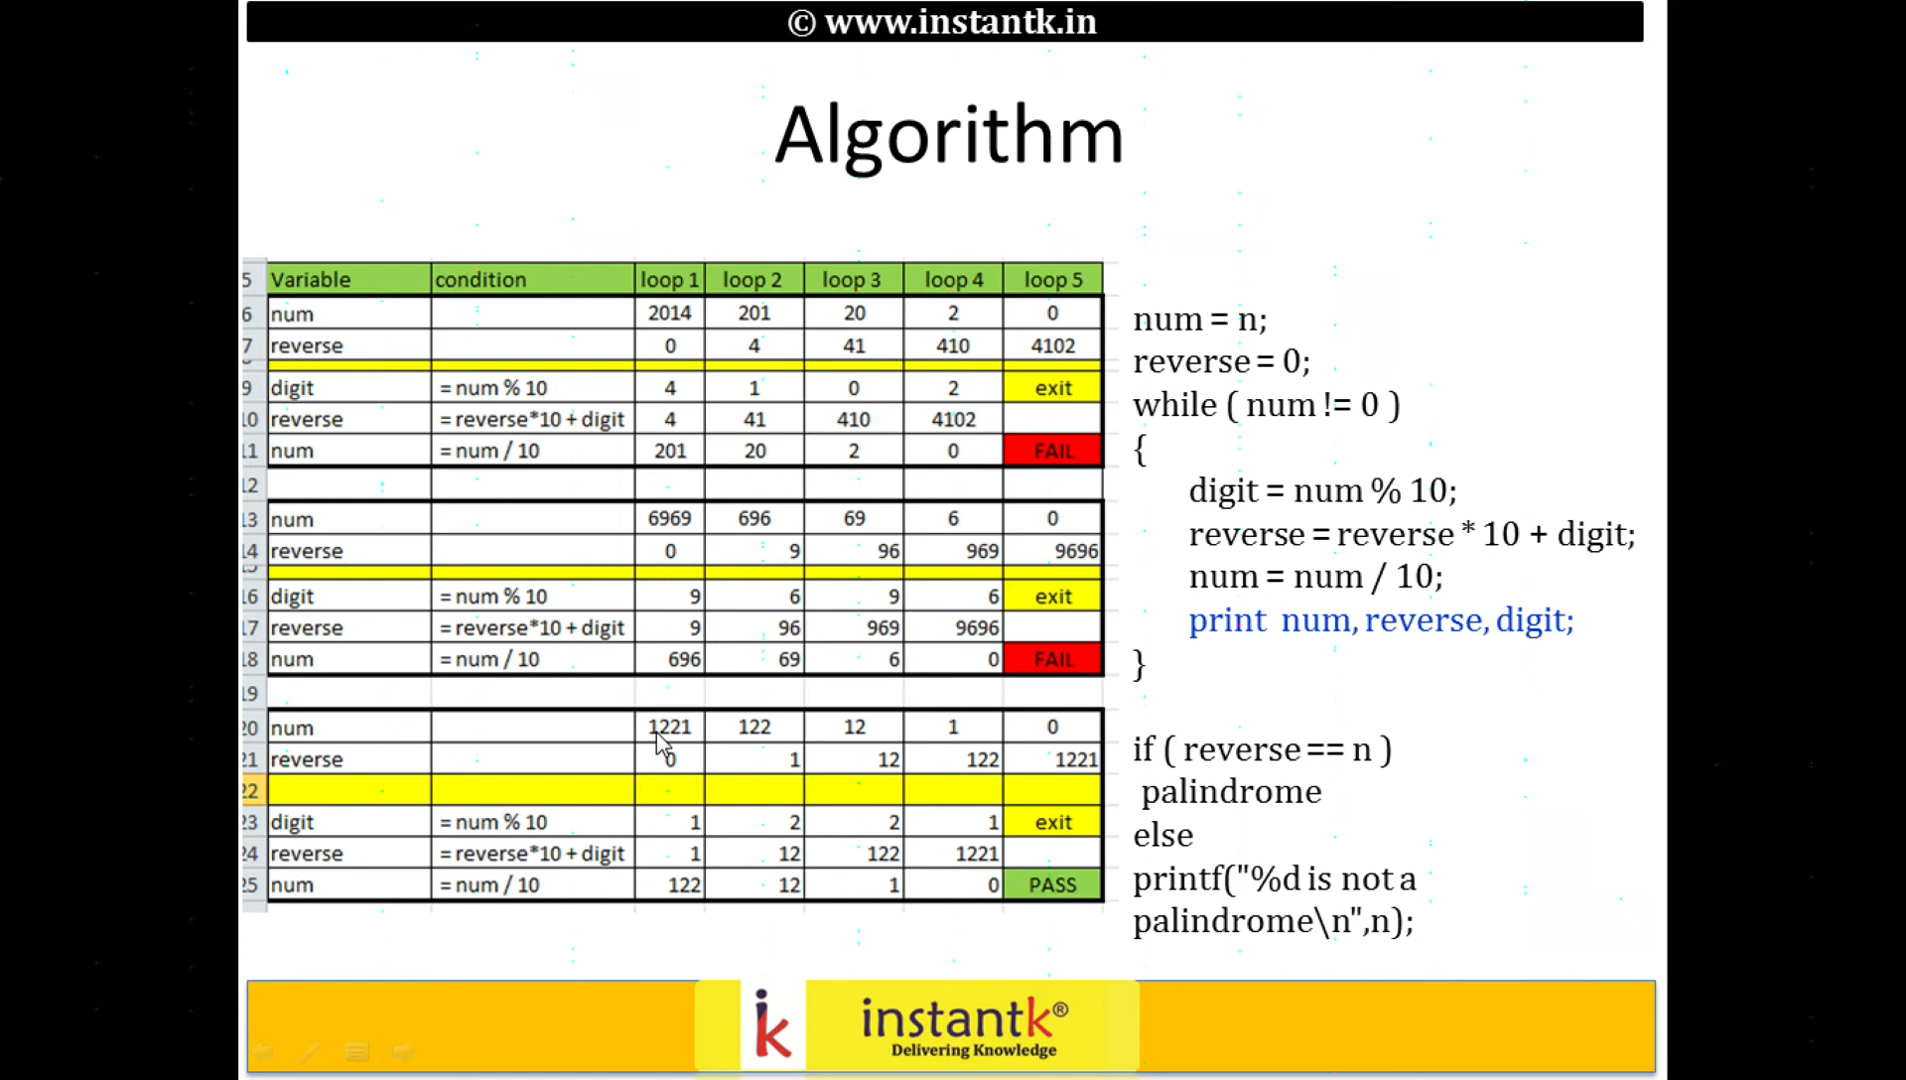 © www.instantk.in
Algorithm
5 Variable condition loop 1 loop 2 loop 3 loop 4 loop 5
6 num 2014 201 20 2 0
7 reverse 0 4 41 410 4102
9 digit = num % 10 4 1 0 2 exit
10 reverse = reverse*10 + digit 4 41 410 4102
11 num = num / 10 201 20 2 0 FAIL
12
13 num 6969 696 69 6 0
14 reverse 0 9 96 969 9696
16 digit = num % 10 9 6 9 6 exit
17 reverse = reverse*10 + digit 9 96 969 9696
18 num = num / 10 696 69 6 0 FAIL
19
20 num 1221 122 12 1 0
21 reverse 0 1 12 122 1221
22
23 digit = num % 10 1 2 2 1 exit
24 reverse = reverse*10 + digit 1 12 122 1221
25 num = num / 10 122 12 1 0 PASS
num = n;
reverse = 0;
while ( num != 0 )
{
digit = num % 10;
reverse = reverse * 10 + digit;
num = num / 10;
print num, reverse, digit;
}
if ( reverse == n )
palindrome
else
printf("%d is not a
palindrome\n",n);
ik instantk®
Delivering Knowledge